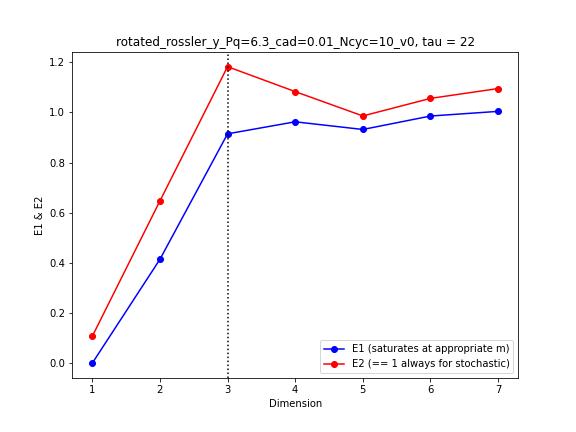 rotated_rossler_y_Pq=6.3_cad=0.01_Ncyc=10_v0, tau = 22
1.2
1.0
0.8
0.6
0.4
0.2
0.0
E1 & E2
E1 (saturates at appropriate m)
E2 (== 1 always for stochastic)
1 2 3 4 5 6 7
Dimension